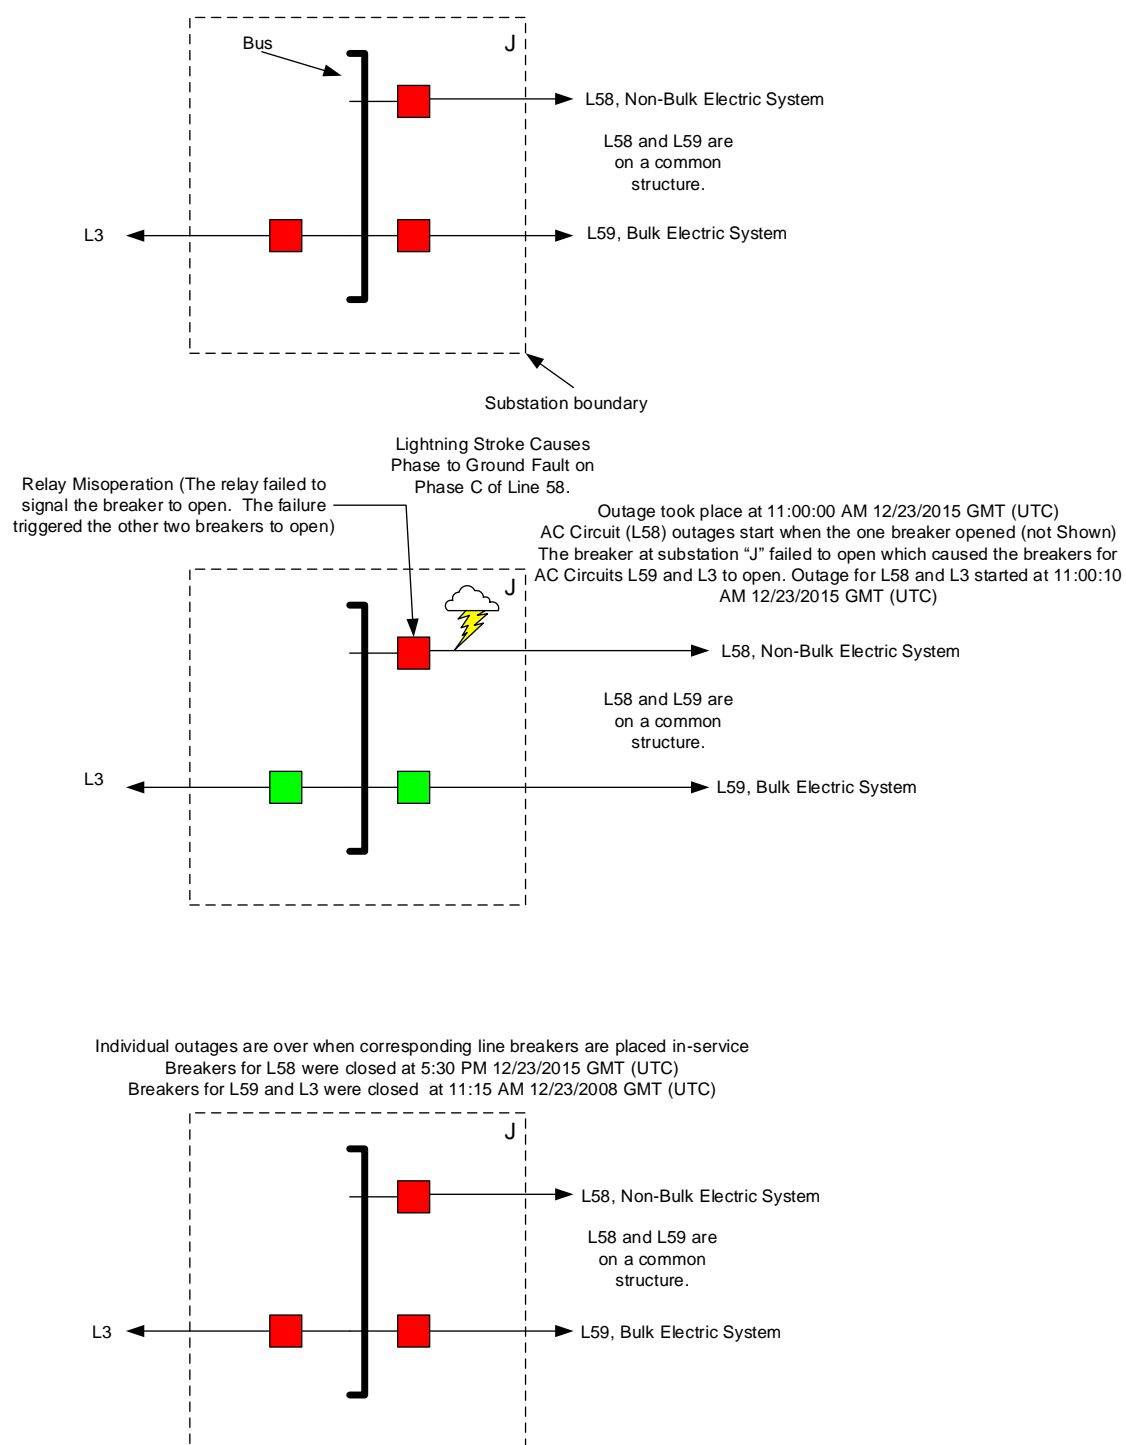 Bus
J
L58, Non-Bulk Electric System
L58 and L59 are
on a common
structure.
L3
L59, Bulk Electric System
Substation boundary
Lightning Stroke Causes
Phase to Ground Fault on
Phase C of Line 58.
Relay Misoperation (The relay failed to
signal the breaker to open.  The failure
triggered the other two breakers to open)
Outage took place at 11:00:00 AM 12/23/2015 GMT (UTC)
AC Circuit (L58) outages start when the one breaker opened (not Shown)
The breaker at substation “J” failed to open which caused the breakers for
AC Circuits L59 and L3 to open. Outage for L58 and L3 started at 11:00:10
AM 12/23/2015 GMT (UTC)
J
L58, Non-Bulk Electric System
L58 and L59 are
on a common
structure.
L3
L59, Bulk Electric System
Individual outages are over when corresponding line breakers are placed in-service
Breakers for L58 were closed at 5:30 PM 12/23/2015 GMT (UTC)
Breakers for L59 and L3 were closed  at 11:15 AM 12/23/2008 GMT (UTC)
J
L58, Non-Bulk Electric System
L58 and L59 are
on a common
structure.
L3
L59, Bulk Electric System